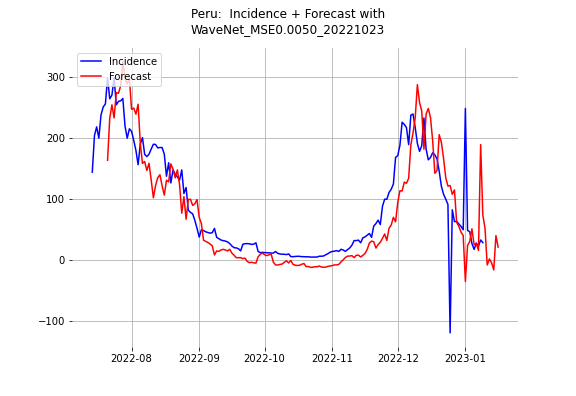 Peru:  Incidence + Forecast with
WaveNet_MSE0.0050_20221023
Incidence
Forecast
300
200
100
0
−100
2022-08
2022-09
2022-10
2022-11
2022-12
2023-01